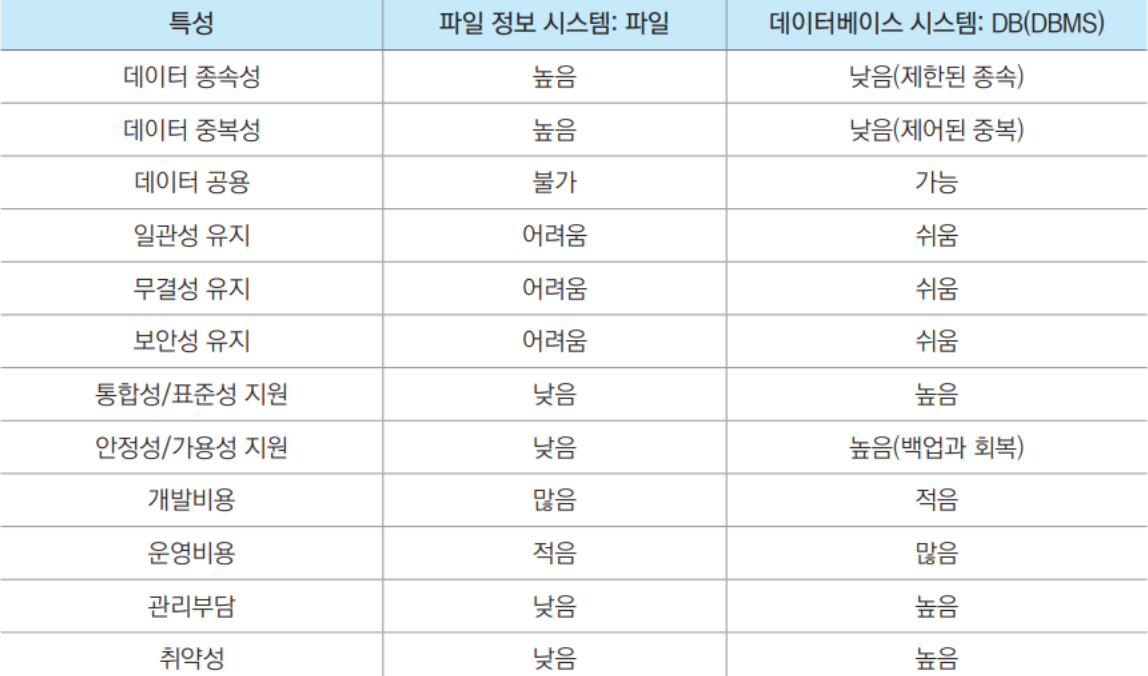 특성 파일 정보 시스템: 파일 데이터베이스 시스템: DB(DBMS)
데이터 종속성 높음 낮음(제한된 종속)
데이터 중복성 높음 낮음(제어된 중복)
데이터 공용 불가 가능
일관성 유지 어려움 쉬움
무결성 유지 어려움 쉬움
보안성 유지 어려움 쉬움
통합성/표준성 지원 낮음 높음
안정성/가용성 지원 낮음 높음(백업과 회복)
개발비용 많음 적음
운영비용 적음 많음
관리부담 낮음 높음
취약성 낮음 높음